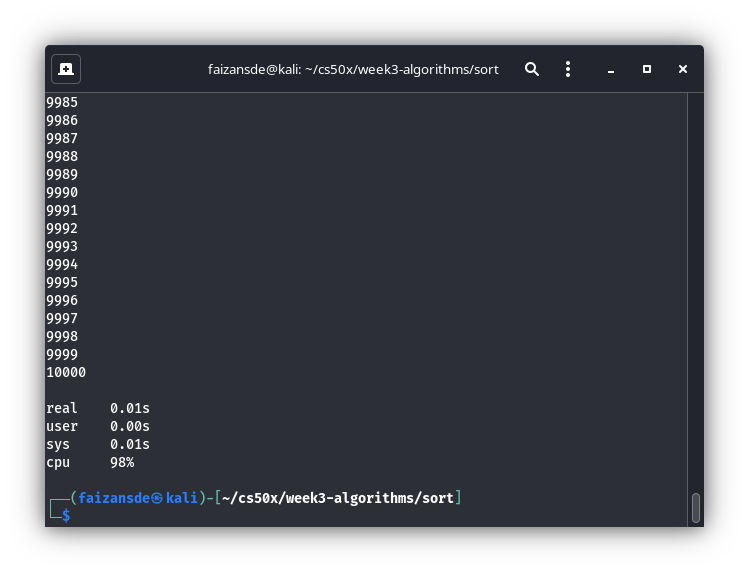 faizansde@kali: ~/cs50x/week3-algorithms/sort
9985
9986
9987
9988
9989
9990
9991
9992
9993
9994
9995
9996
9997
9998
9999
10000
real 0.01s
user 0.00s
sys 0.01s
cpu 98%
┌──(faizansde㉿kali)-[~/cs50x/week3-algorithms/sort]
└─$